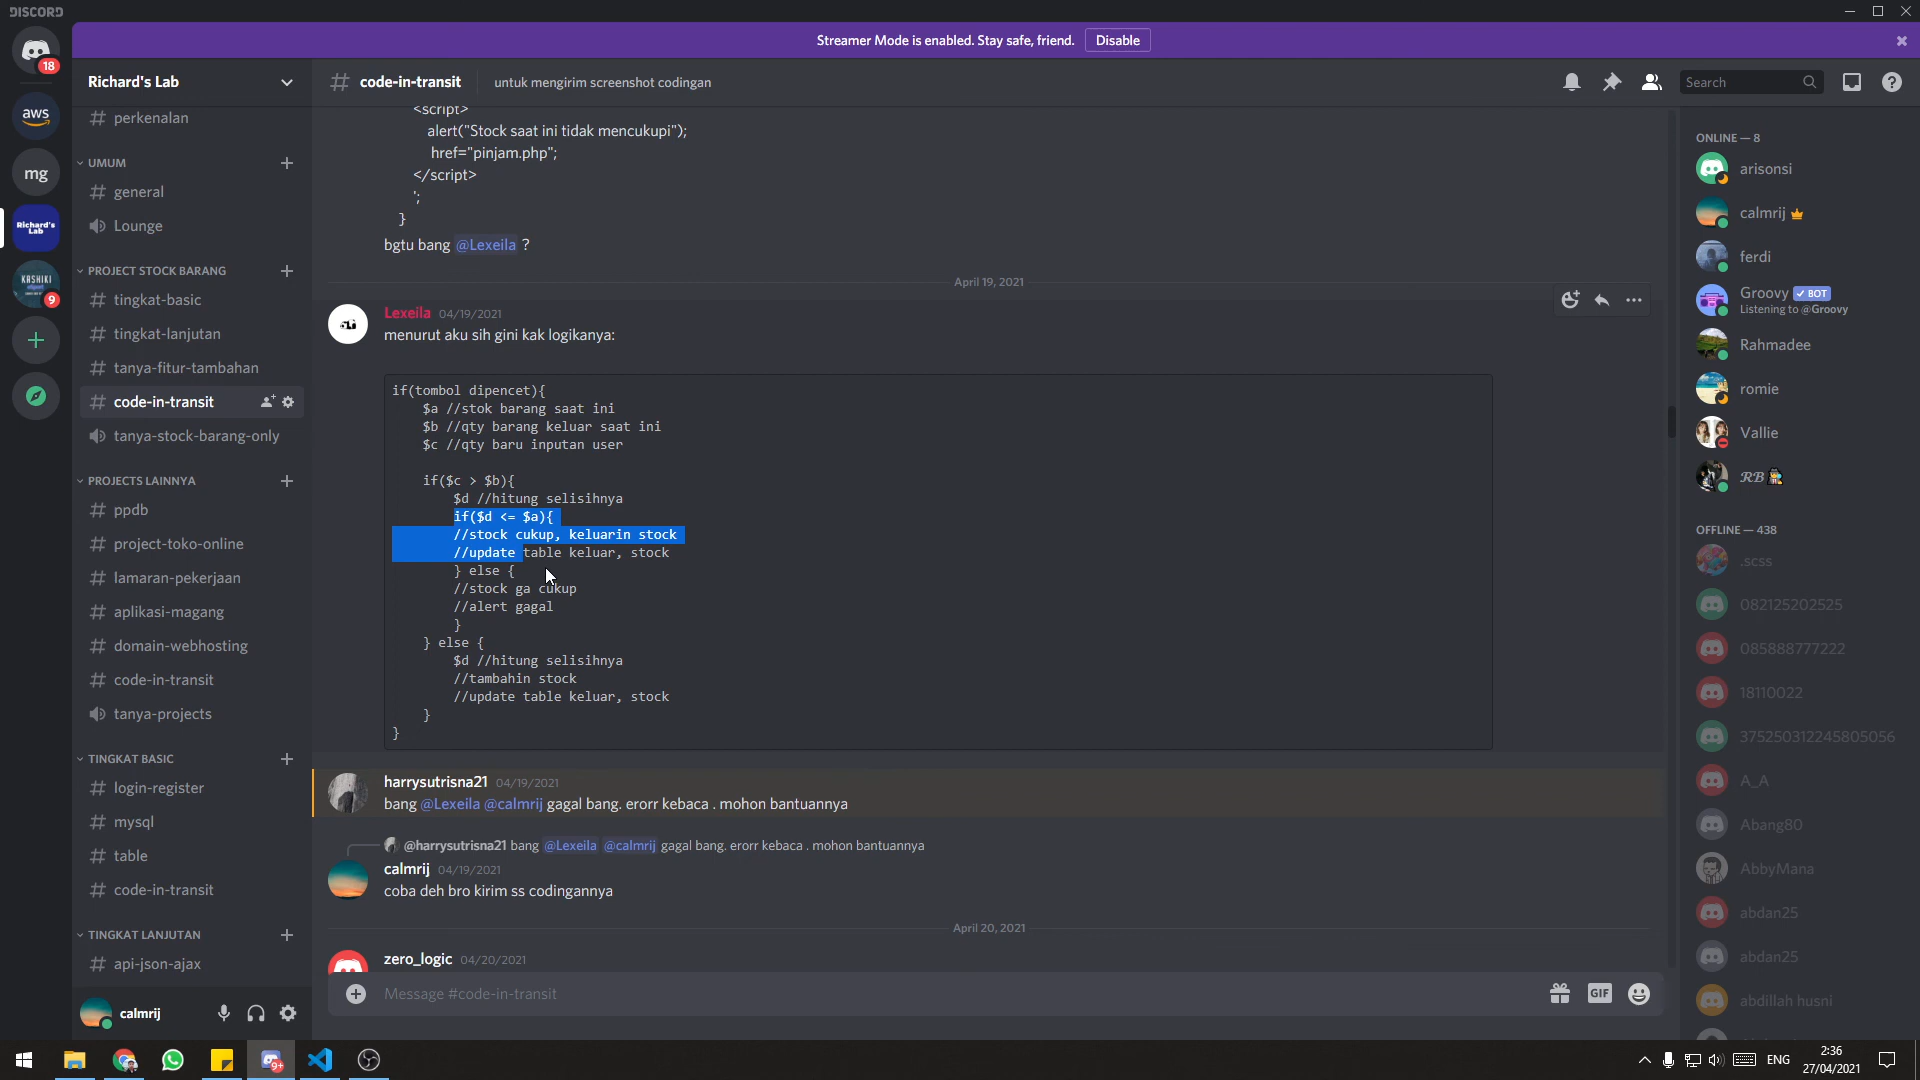 DISCORD
Streamer Mode is enabled. Stay safe, friend. Disable
18
aws
mg
Richard's Lab
KASHIKI
9
Richard's Lab
# perkenalan
UMUM
general
Lounge
PROJECT STOCK BARANG
tingkat-basic
tingkat-lanjutan
tanya-fitur-tambahan
code-in-transit
tanya-stock-barang-only
PROJECTS LAINNYA
ppdb
project-toko-online
lamaran-pekerjaan
aplikasi-magang
domain-webhosting
code-in-transit
tanya-projects
TINGKAT BASIC
login-register
mysql
table
code-in-transit
TINGKAT LANJUTAN
api-json-ajax
calmrij
# code-in-transit untuk mengirim screenshot codingan
Search
<script>
alert("Stock saat ini tidak mencukupi");
href="pinjam.php";
</script>
';
}
bgtu bang @Lexeila ?
April 19, 2021
Lexeila 04/19/2021
menurut aku sih gini kak logikanya:
if(tombol dipencet){
$a //stok barang saat ini
$b //qty barang keluar saat ini
$c //qty baru inputan user
if($c > $b){
$d //hitung selisihnya
if($d <= $a){
//stock cukup, keluarin stock
//update table keluar, stock
} else {
//stock ga cukup
//alert gagal
}
} else {
$d //hitung selisihnya
//tambahin stock
//update table keluar, stock
}
}
harrysutrisna21 04/19/2021
bang @Lexeila @calmrij gagal bang. erorr kebaca . mohon bantuannya
@harrysutrisna21 bang @Lexeila @calmrij gagal bang. erorr kebaca . mohon bantuannya
calmrij 04/19/2021
coba deh bro kirim ss codingannya
April 20, 2021
zero_logic 04/20/2021
Message #code-in-transit
GIF
ONLINE — 8
arisonsi
calmrij
ferdi
Groovy BOT
Listening to @Groovy
Rahmadee
romie
Vallie
RB
OFFLINE — 438
.scss
082125202525
085888777222
18110022
375250312245805056
A_A
Abang80
AbbyMana
abdan25
abdan25
abdillah husni
9+
ENG
2:36
27/04/2021